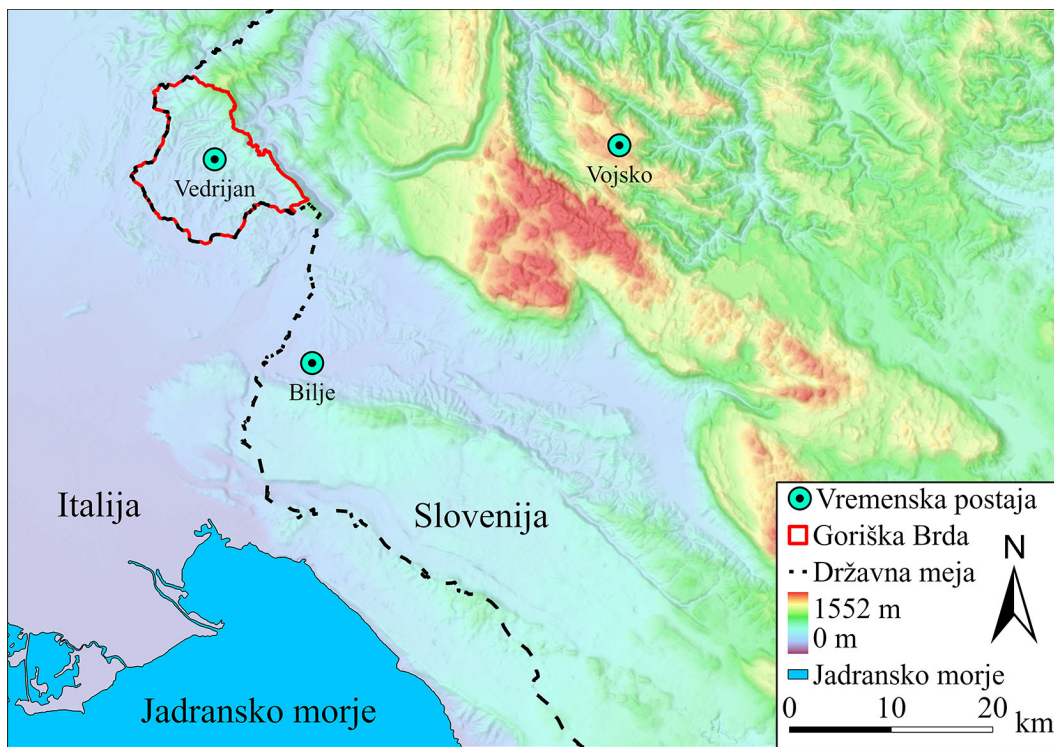 Vedrijan
Vojsko
Bilje
Italija
Slovenija
Jadransko morje
Vremenska postaja
Goriška Brda
Državna meja
1552 m
0 m
Jadransko morje
N
0 10 20 km